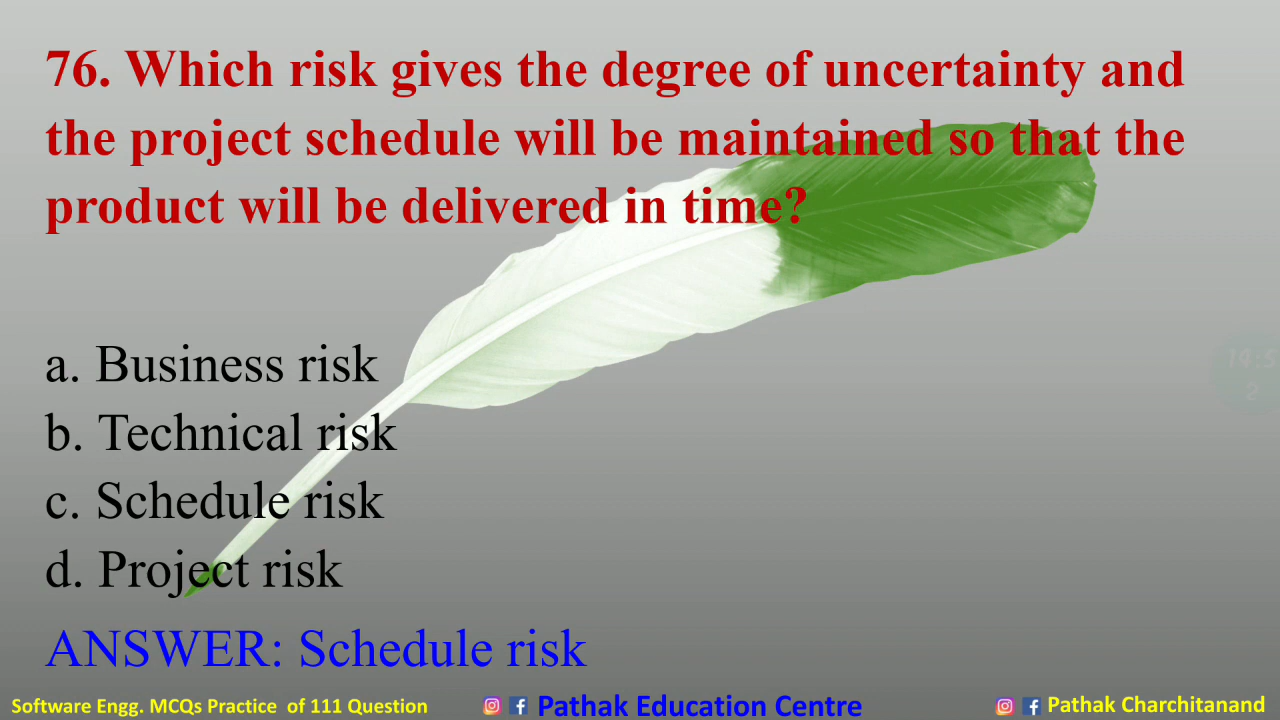 76. Which risk gives the degree of uncertainty and
the project schedule will be maintained so that the
product will be delivered in time?
a. Business risk
b. Technical risk
c. Schedule risk
d. Project risk
ANSWER: Schedule risk
Software Engg. MCQs Practice of 111 Question
Pathak Education Centre
Pathak Charchitanand